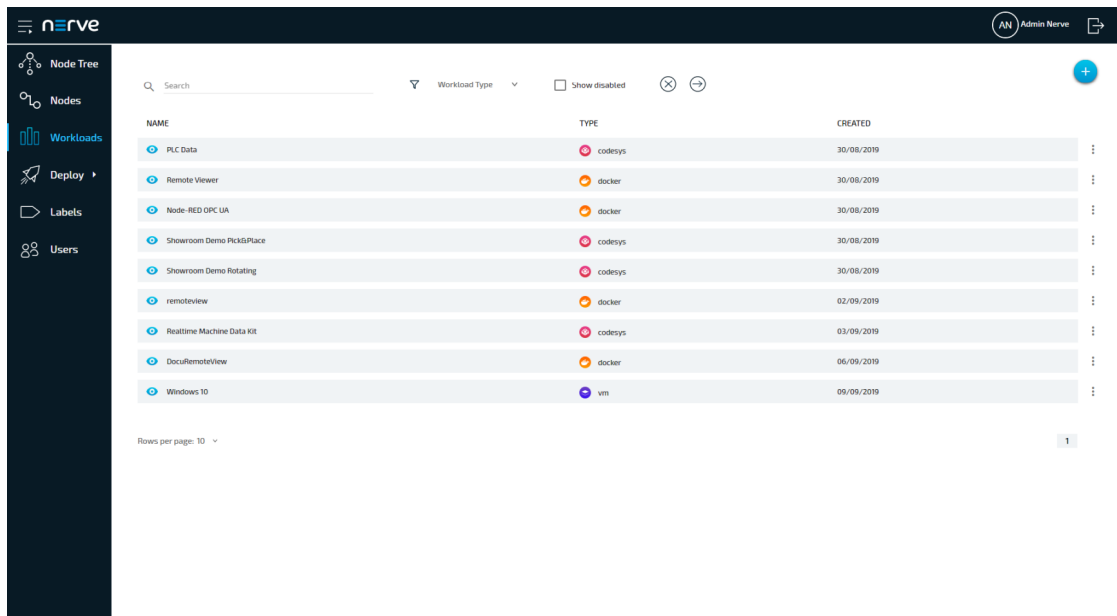 nerve
AN Admin Nerve
Node Tree
Nodes
Workloads
Deploy
Labels
Users
Search
Workload Type
Show disabled
NAME TYPE CREATED
PLC Data codesys 30/08/2019
Remote Viewer docker 30/08/2019
Node-RED OPC UA docker 30/08/2019
Showroom Demo Pick&Place codesys 30/08/2019
Showroom Demo Rotating codesys 30/08/2019
remoteview docker 02/09/2019
Realtime Machine Data Kit codesys 03/09/2019
DocuRemoteView docker 06/09/2019
Windows 10 vm 09/09/2019
Rows per page: 10 1